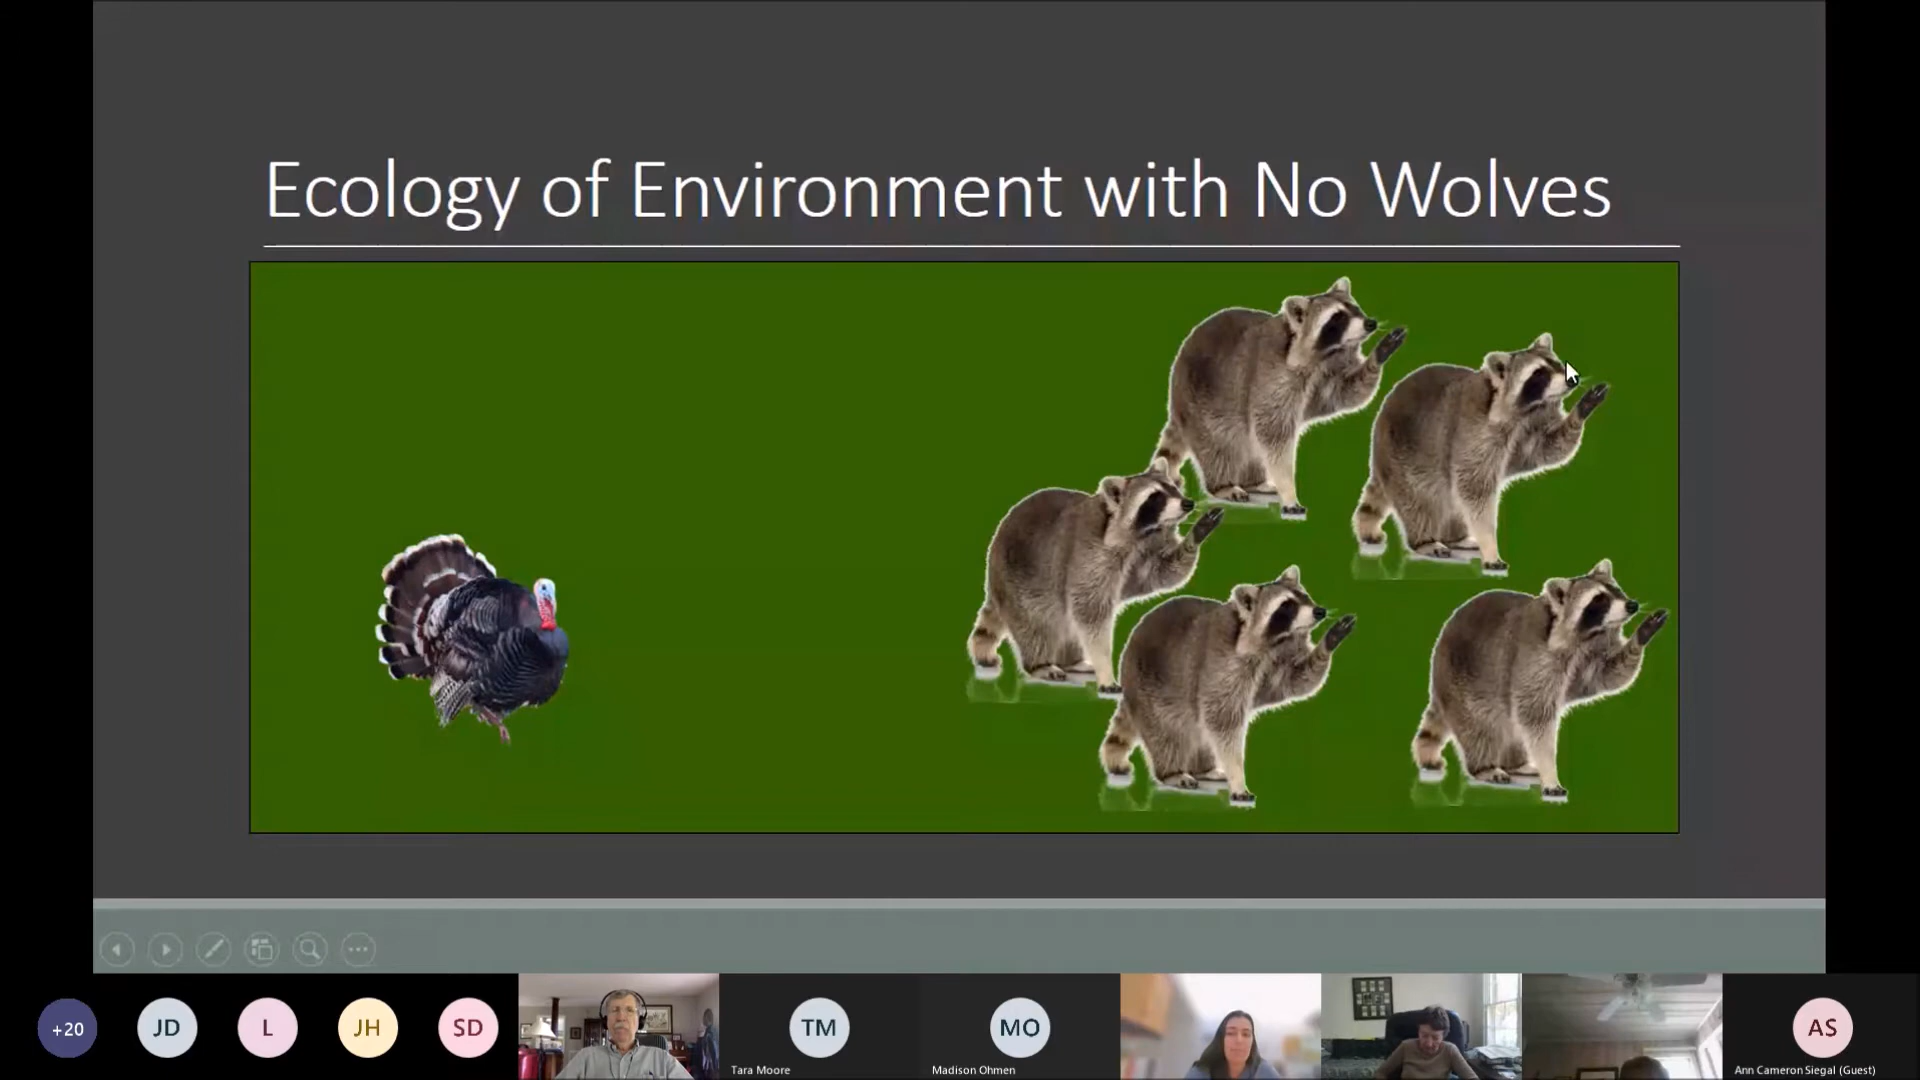 Ecology of Environment with No Wolves
+20
JD
L
JH
SD
TM
Tara Moore
MO
Madison Ohmen
AS
Ann Cameron Siegal (Guest)